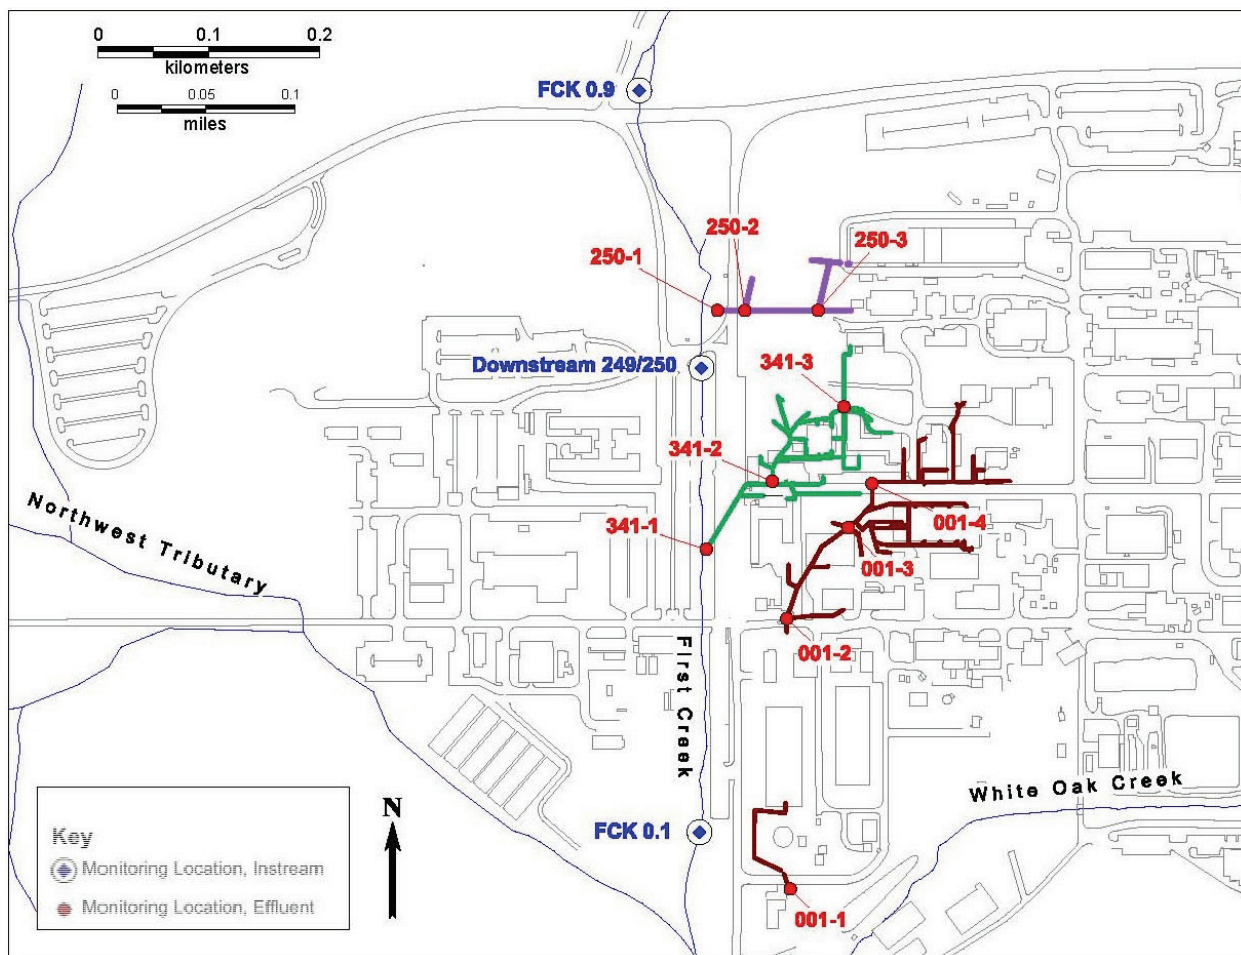 0 0.1 0.2
kilometers
0 0.05 0.1
miles
FCK 0.9
250-2
250-3
250-1
Downstream 249/250
341-3
341-2
341-1
001-4
001-3
001-2
Northwest Tributary
First Creek
White Oak Creek
FCK 0.1
001-1
N
Key
Monitoring Location, Instream
Monitoring Location, Effluent